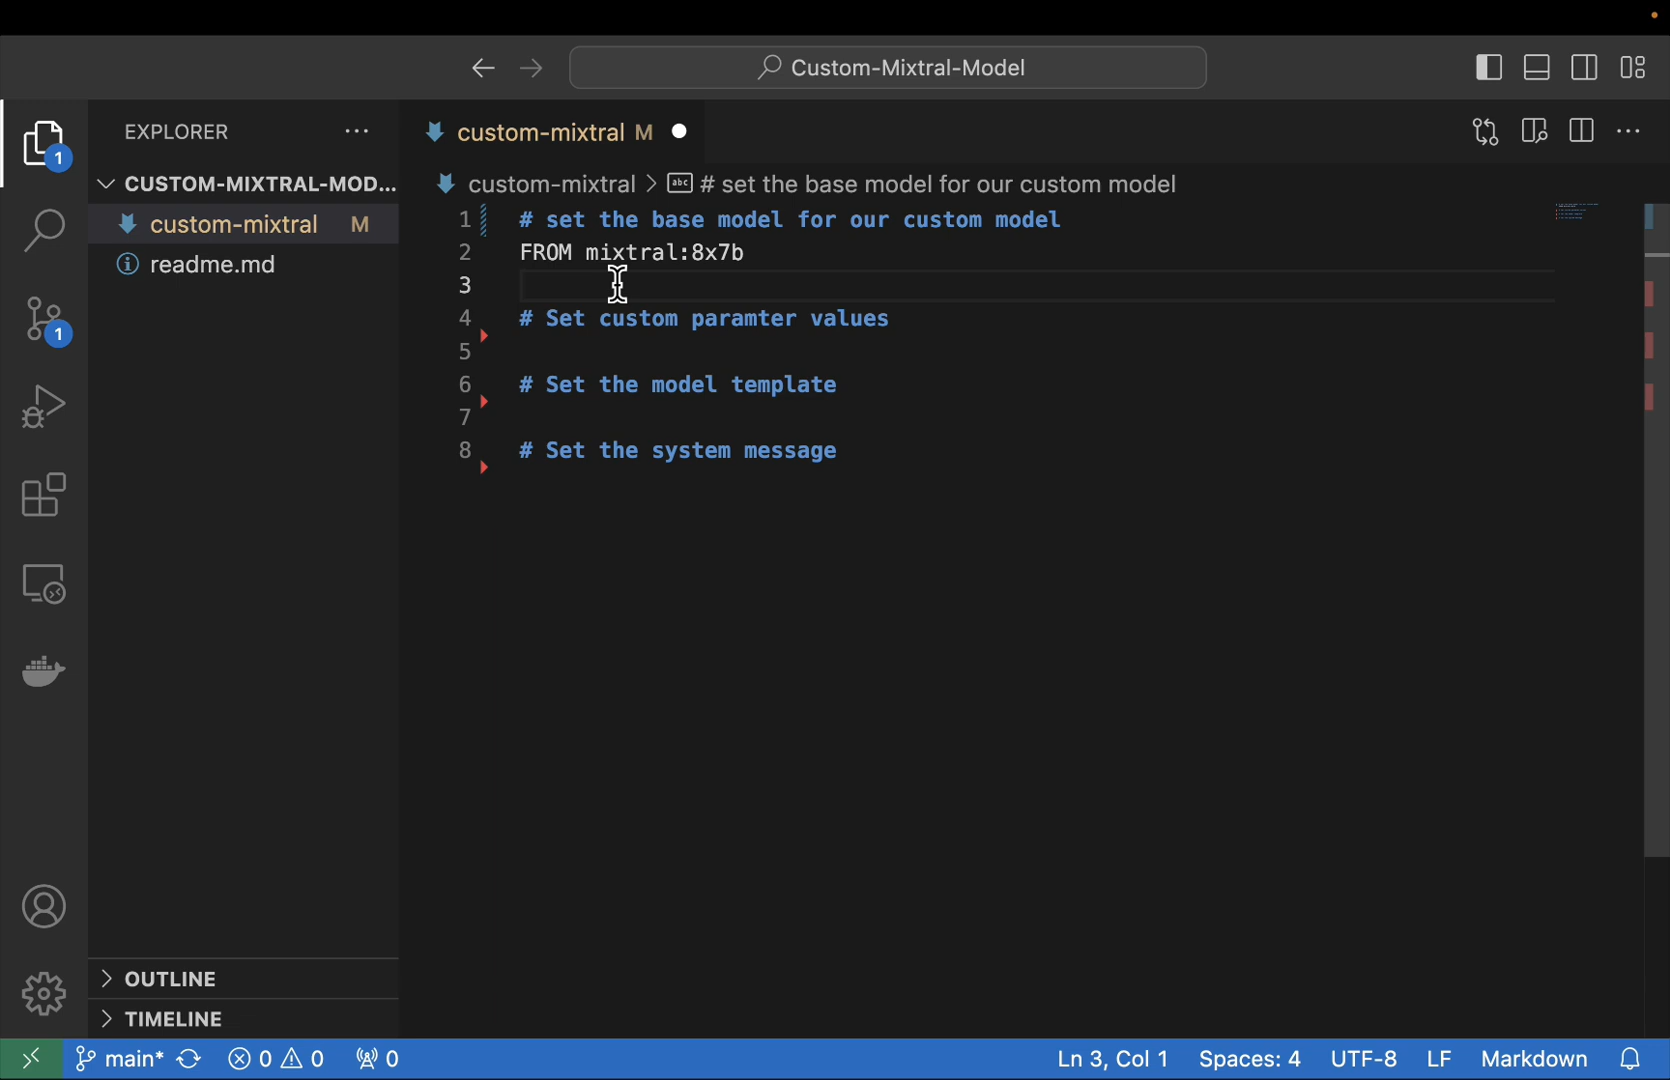 Custom-Mixtral-Model
EXPLORER
custom-mixtral M
CUSTOM-MIXTRAL-MOD...
custom-mixtral > # set the base model for our custom model
custom-mixtral M
readme.md
1 # set the base model for our custom model
2 FROM mixtral:8x7b
3
4 # Set custom paramter values
5
6 # Set the model template
7
8 # Set the system message
1
1
OUTLINE
TIMELINE
main* 0 0 0 Ln 3, Col 1 Spaces: 4 UTF-8 LF Markdown